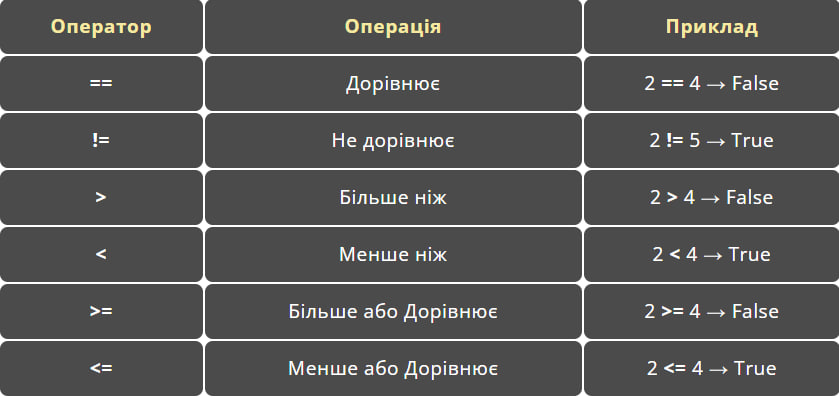 Оператор Операція Приклад
== Дорівнює 2 == 4 → False
!= Не дорівнює 2 != 5 → True
> Більше ніж 2 > 4 → False
< Менше ніж 2 < 4 → True
>= Більше або Дорівнює 2 >= 4 → False
<= Менше або Дорівнює 2 <= 4 → True